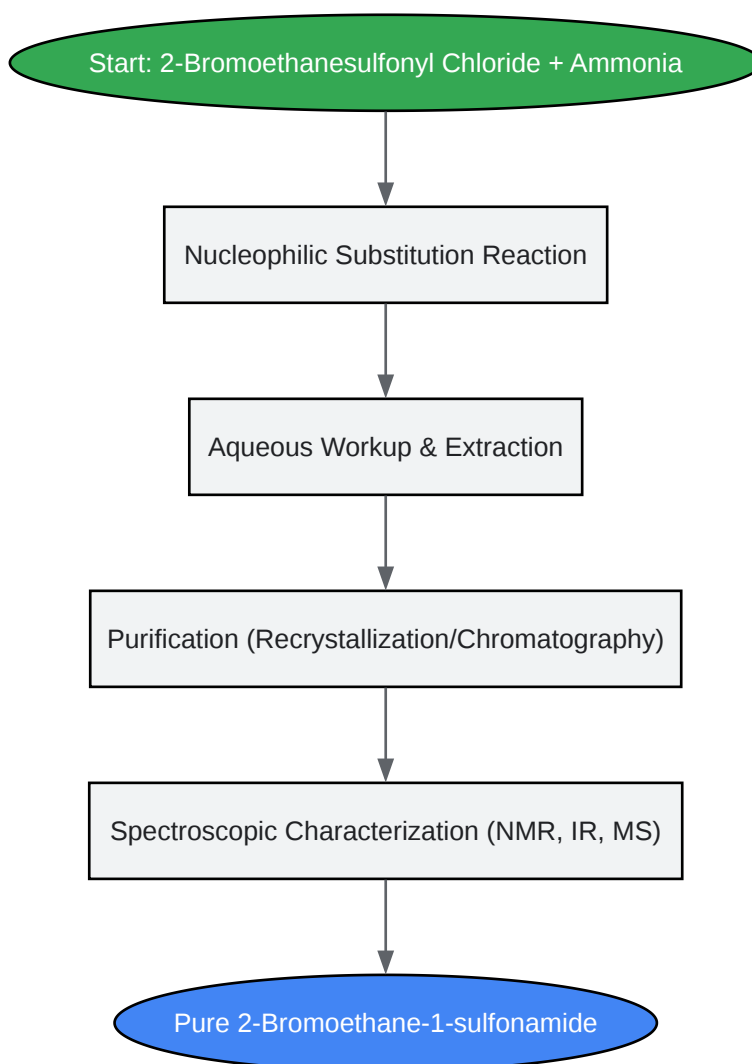 Start: 2-Bromoethanesulfonyl Chloride + Ammonia
Nucleophilic Substitution Reaction
Aqueous Workup & Extraction
Purification (Recrystallization/Chromatography)
Spectroscopic Characterization (NMR, IR, MS)
Pure 2-Bromoethane-1-sulfonamide